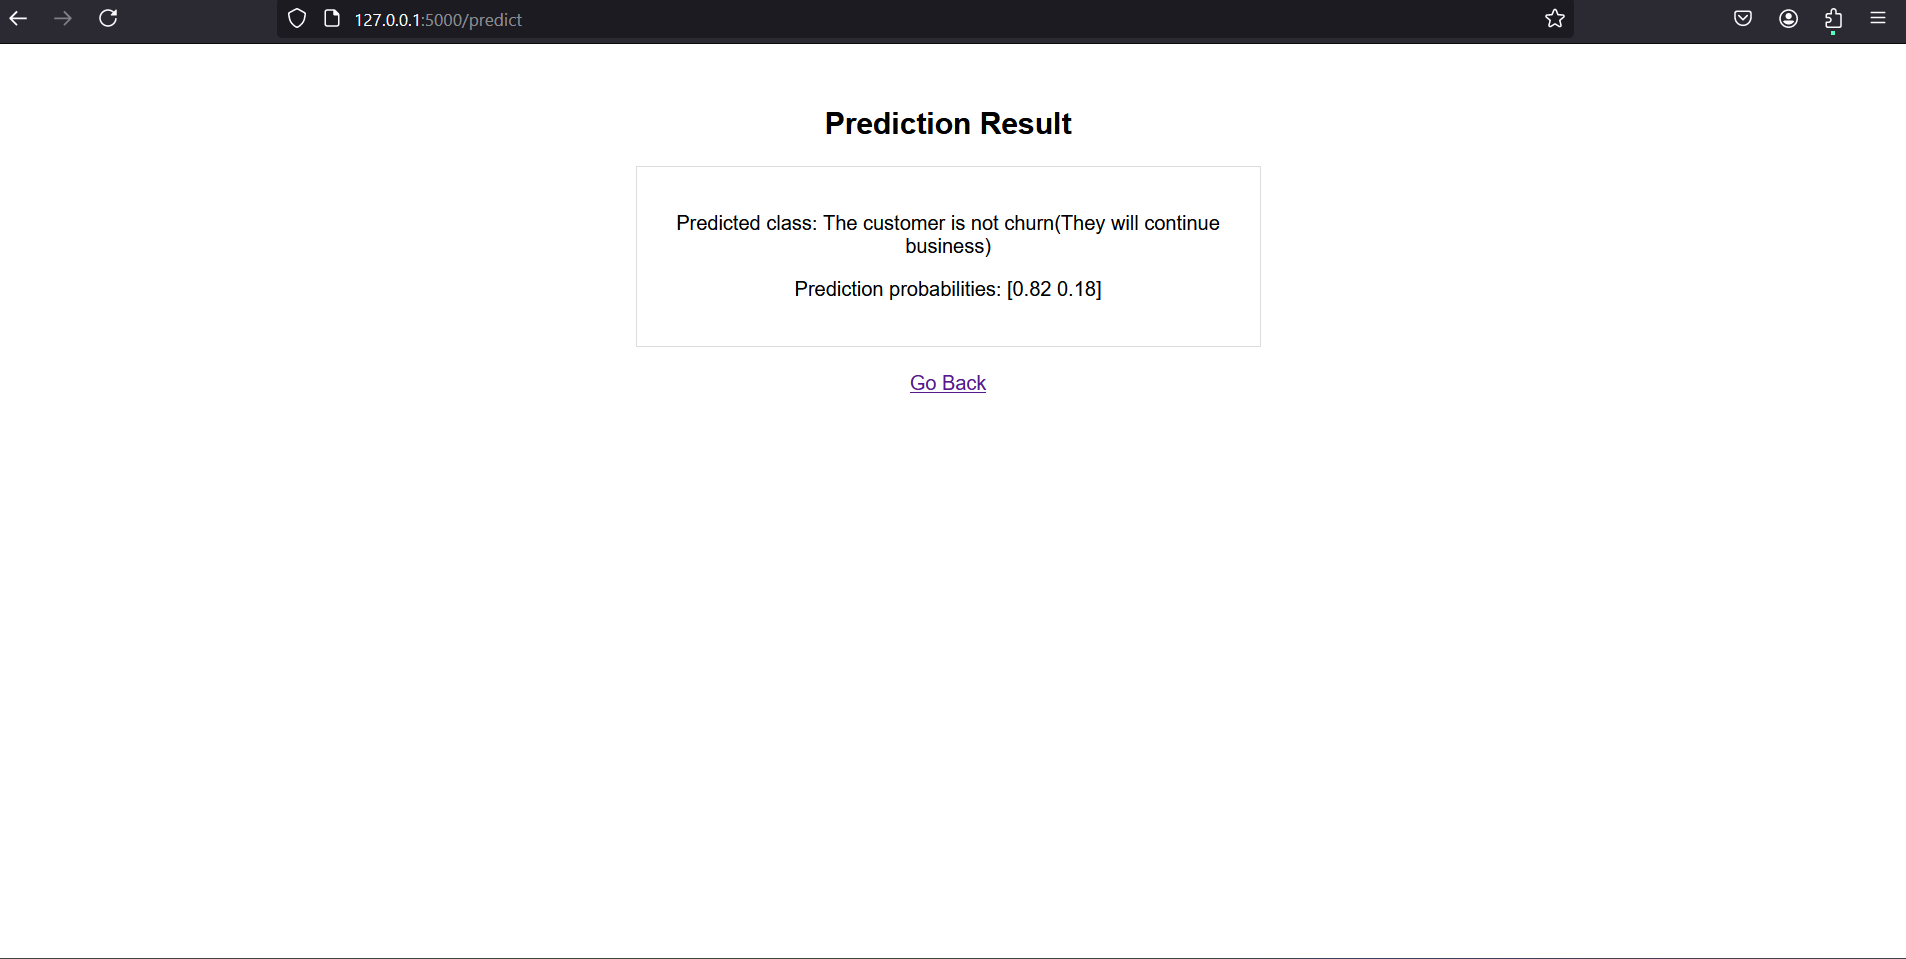 127.0.0.1:5000/predict
Prediction Result
Predicted class: The customer is not churn(They will continue
business)
Prediction probabilities: [0.82 0.18]
Go Back